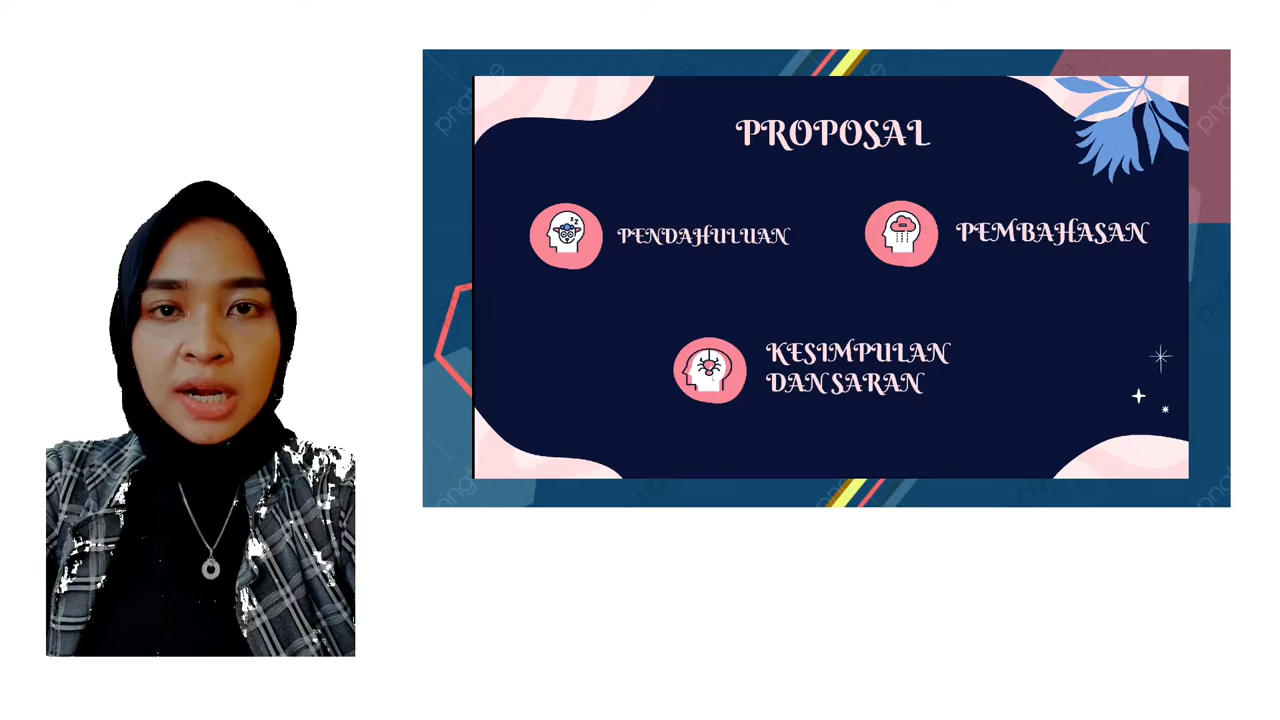 PROPOSAL
PENDAHULUAN
PEMBAHASAN
KESIMPULAN
DAN SARAN